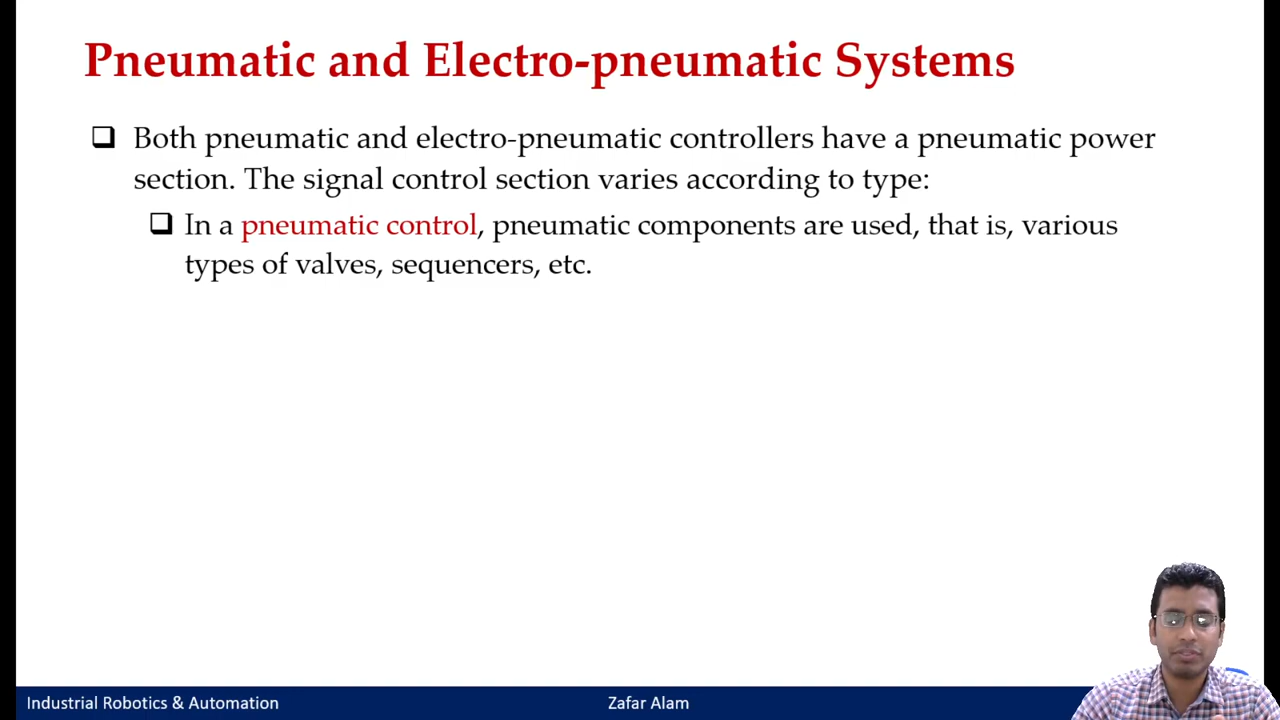 Pneumatic and Electro-pneumatic Systems
Both pneumatic and electro-pneumatic controllers have a pneumatic power
section. The signal control section varies according to type:
In a pneumatic control, pneumatic components are used, that is, various
types of valves, sequencers, etc.
Industrial Robotics & Automation
Zafar Alam